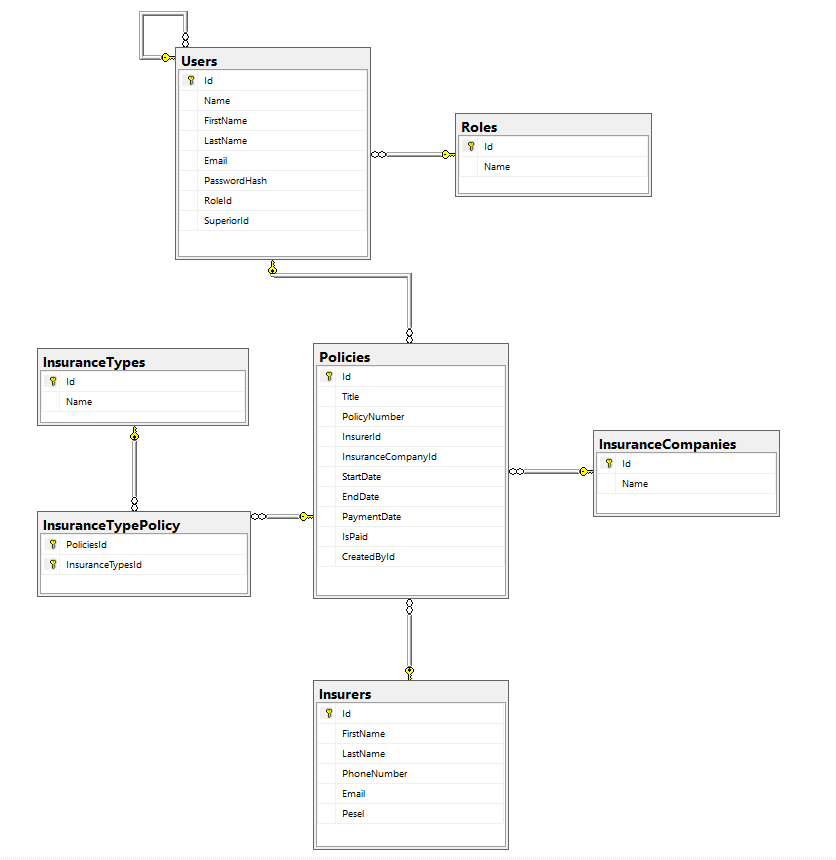 Users
Id
Name
FirstName
LastName
Email
PasswordHash
RoleId
SuperiorId
Roles
Id
Name
InsuranceTypes
Id
Name
Policies
Id
Title
PolicyNumber
InsurerId
InsuranceCompanyId
StartDate
EndDate
PaymentDate
IsPaid
CreatedById
InsuranceCompanies
Id
Name
InsuranceTypePolicy
PoliciesId
InsuranceTypesId
Insurers
Id
FirstName
LastName
PhoneNumber
Email
Pesel